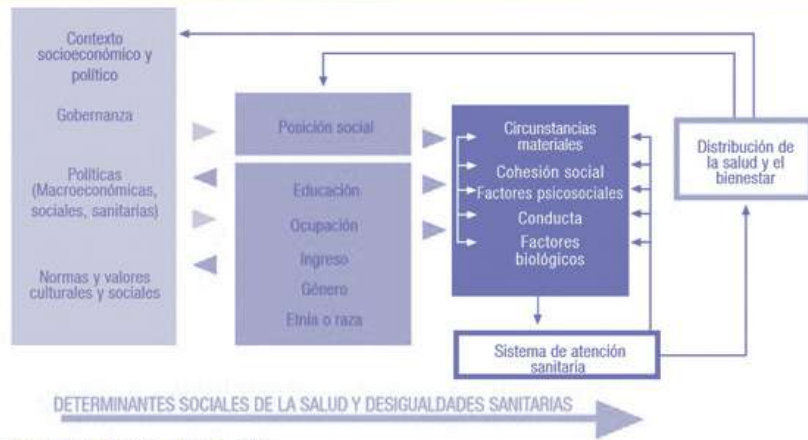 Contexto
socioeconómico y
político
Gobernanza
Políticas
(Macroeconómicas,
sociales, sanitarias)
Normas y valores
culturales y sociales
Posición social
Educación
Ocupación
Ingreso
Género
Etnia o raza
Circunstancias
materiales
Cohesión social
Factores psicosociales
Conducta
Factores
biológicos
Sistema de atención
sanitaria
Distribución de
la salud y el
bienestar
DETERMINANTES SOCIALES DE LA SALUD Y DESIGUALDADES SANITARIAS